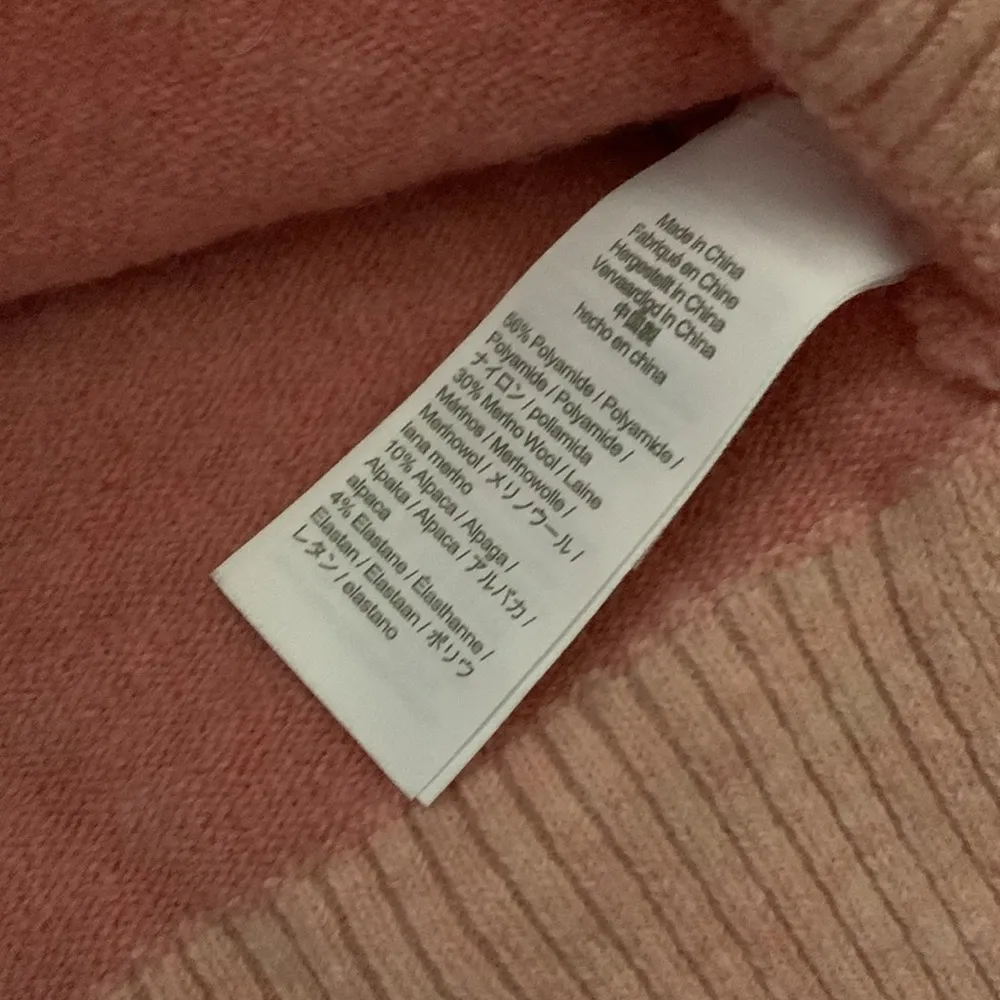 Made in China
Fabriqué en Chine
Hergestellt in China
Vervaardigd in China
中国製
hecho en china
56% Polyamide / Polyamide /
Polyamide / Polyamide /
ナイロン / poliamida
30% Merino Wool / Laine
Mérinos / Merinowolle /
Merinowol / メリノウール /
lana merino
10% Alpaca / Alpaga /
Alpaka / Alpaca / アルパカ /
alpaca
4% Elastane / Élasthanne /
Elastan / Elastaan / ポリウ
レタン / elastano